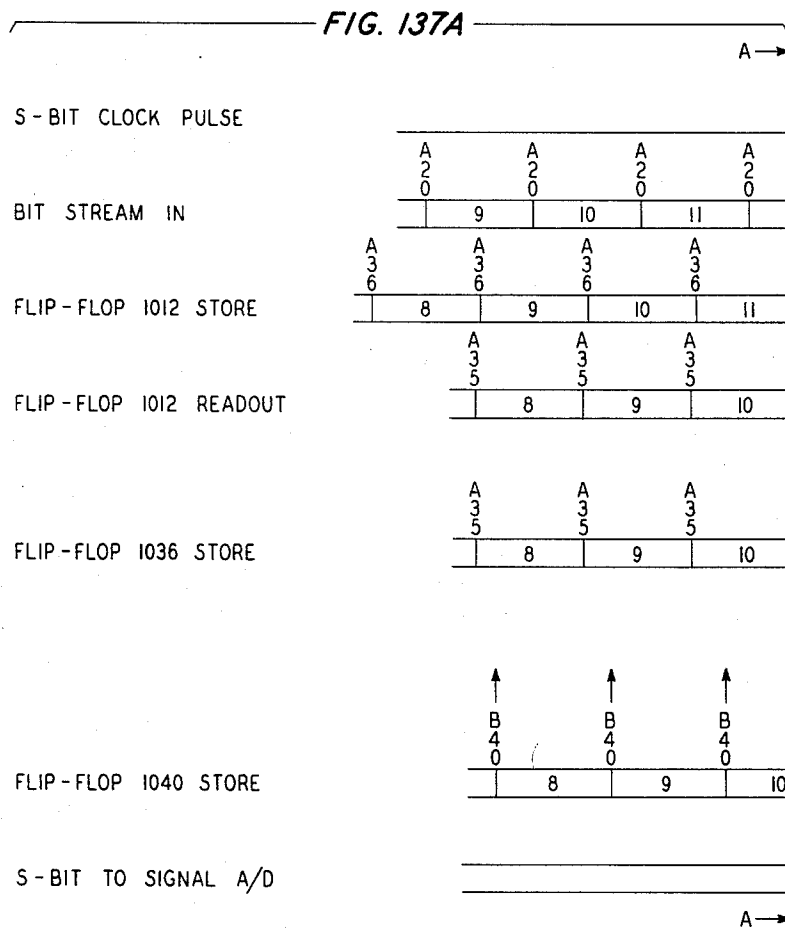 FIG. 137A
A
S-BIT CLOCK PULSE
A20 A20 A20 A20
BIT STREAM IN 9 10 11
A36 A36 A36 A36
FLIP-FLOP 1012 STORE 8 9 10 11
A35 A35 A35
FLIP-FLOP 1012 READOUT 8 9 10
A35 A35 A35
FLIP-FLOP 1036 STORE 8 9 10
B40 B40 B40
FLIP-FLOP 1040 STORE 8 9 10
S-BIT TO SIGNAL A/D
A